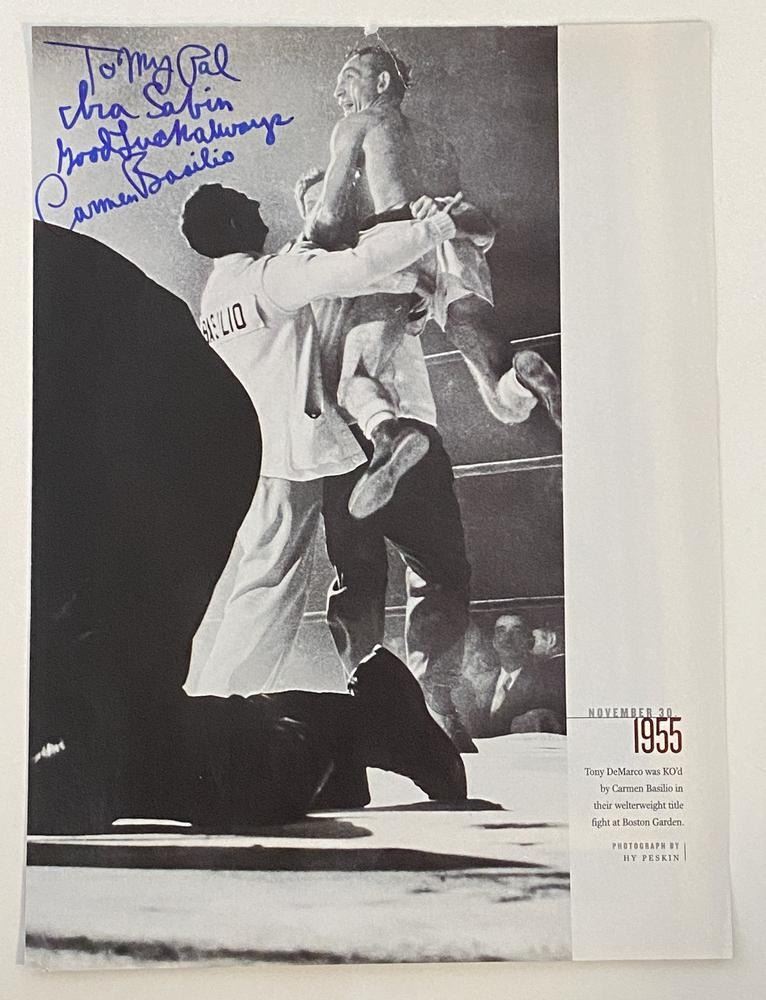 To My Pal
Ira Sabin
Good Luck always
Carmen Basilio
BASILIO
NOVEMBER 30,
1955
Tony DeMarco was KO'd
by Carmen Basilio in
their welterweight title
fight at Boston Garden.
PHOTOGRAPH BY
HY PESKIN